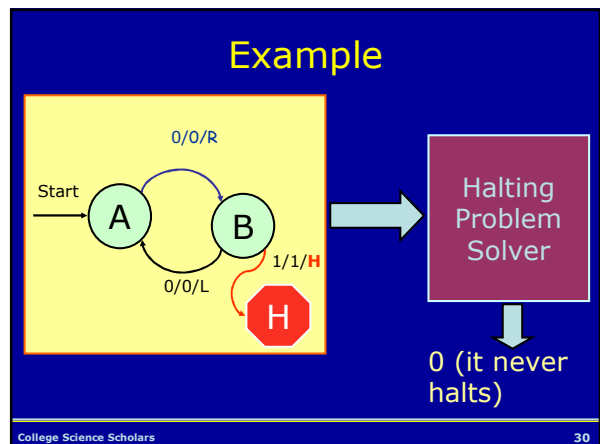 Example
0/0/R
Start
A
B
0/0/L
1/1/H
H
Halting
Problem
Solver
0 (it never
halts)
College Science Scholars
30